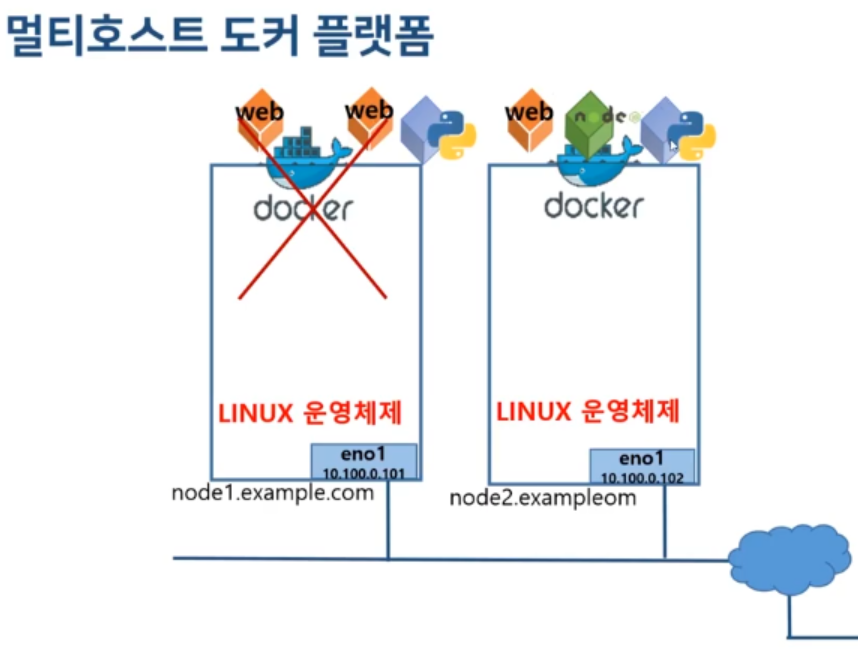 멀티호스트 도커 플랫폼
web
web
web
node
docker
docker
LINUX 운영체제
LINUX 운영체제
eno1
10.100.0.101
eno1
10.100.0.102
node1.example.com
node2.exampleom